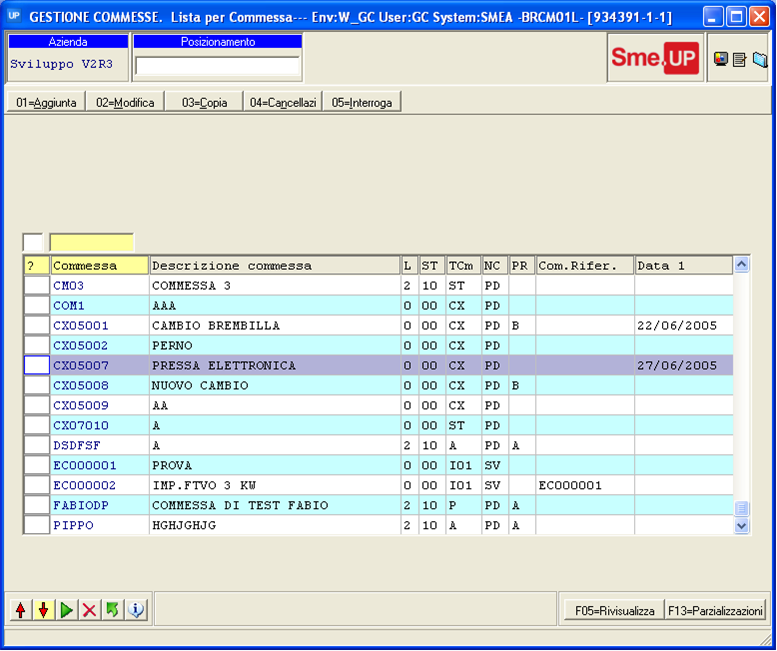 UP GESTIONE COMMESSE. Lista per Commessa--- Env:W_GC User:GC System:SMEA -BRCM01L- [934391-1-1]
Azienda Posizionamento
Sviluppo V2R3
Sme.UP
01=Aggiunta 02=Modifica 03=Copia 04=Cancellazi 05=Interroga
? Commessa Descrizione commessa L ST TCm NC PR Com.Rifer. Data 1
CM03 COMMESSA 3 2 10 ST PD
COM1 AAA 0 00 CX PD
CX05001 CAMBIO BREMBILLA 0 00 CX PD B 22/06/2005
CX05002 PERNO 0 00 CX PD
CX05007 PRESSA ELETTRONICA 0 00 CX PD 27/06/2005
CX05008 NUOVO CAMBIO 0 00 CX PD B
CX05009 AA 0 00 CX PD
CX07010 A 0 00 ST PD
DSDFSF A 2 10 A PD A
EC000001 PROVA 0 00 I01 SV
EC000002 IMP.FTVO 3 KW 0 00 I01 SV EC000001
FABIODP COMMESSA DI TEST FABIO 2 10 P PD A
PIPPO HGHJGHJG 2 10 A PD A
F05=Rivisualizza F13=Parzializzazioni